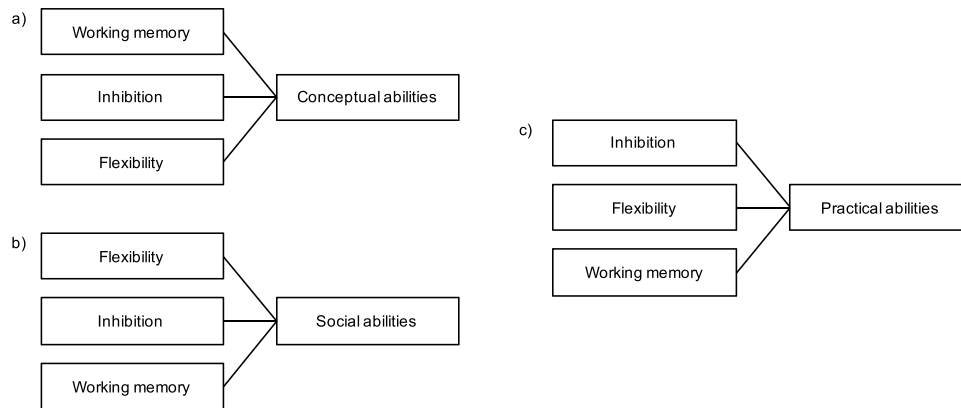 a)
Working memory
Inhibition
Flexibility
Conceptual abilities
b)
Flexibility
Inhibition
Working memory
Social abilities
c)
Inhibition
Flexibility
Working memory
Practical abilities